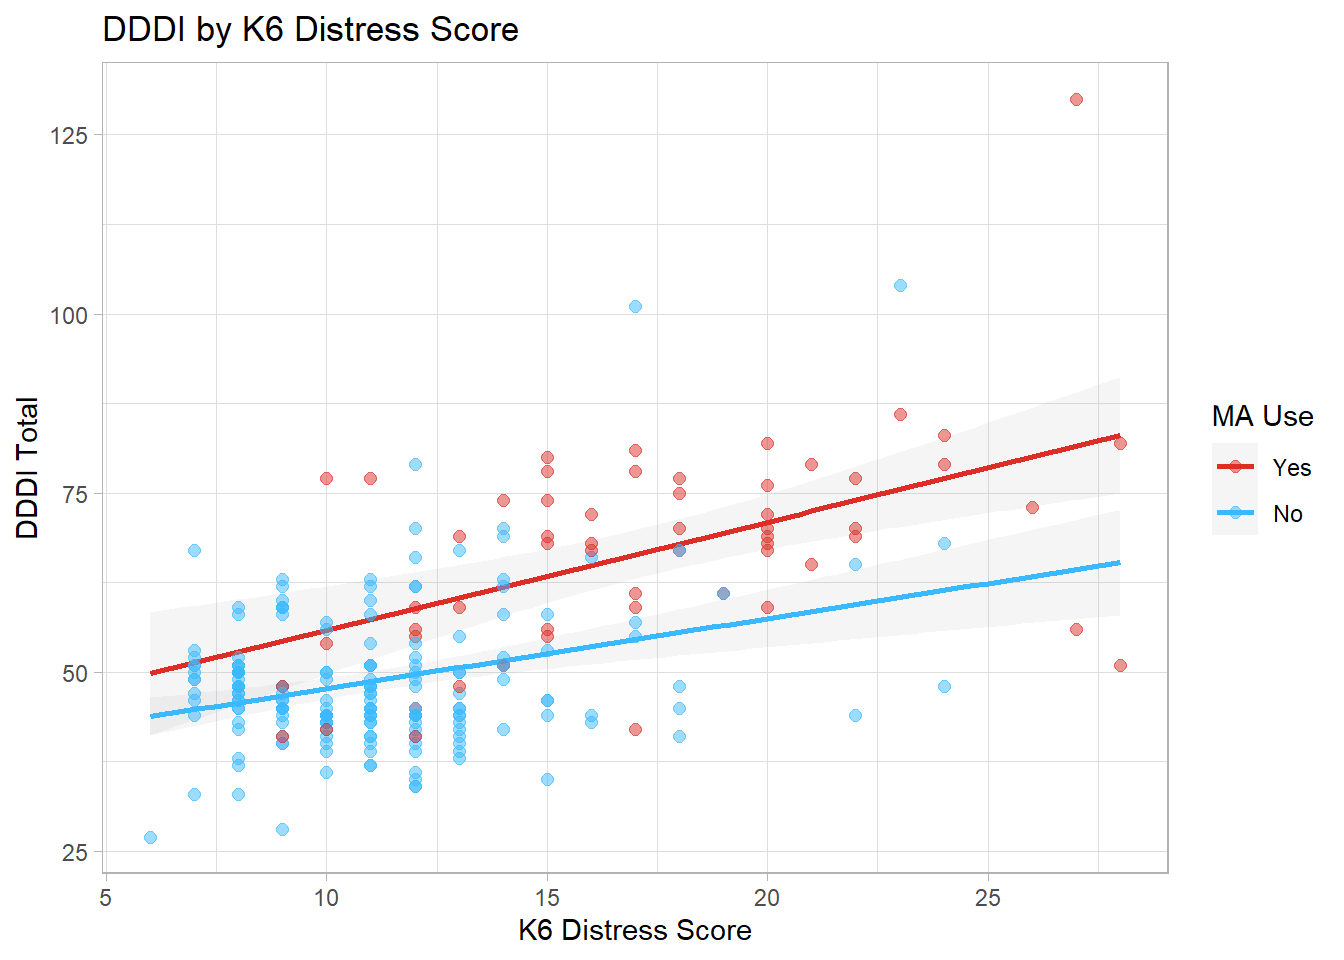 DDDI by K6 Distress Score
125
100
75
50
25
DDDI Total
5 10 15 20 25
K6 Distress Score
MA Use
Yes
No